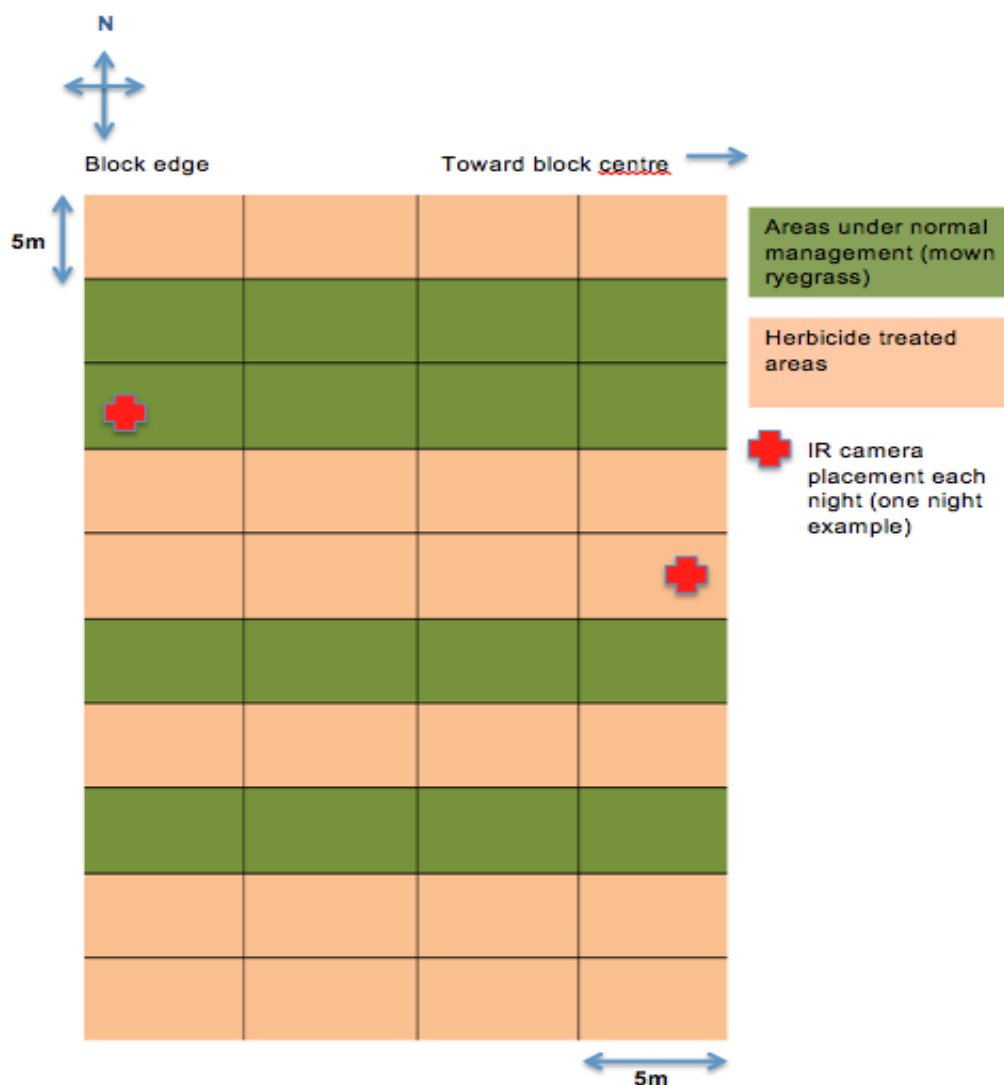 N
Block edge
Toward block centre
5m
Areas under normal
management (mown
ryegrass)
Herbicide treated
areas
IR camera
placement each
night (one night
example)
5m